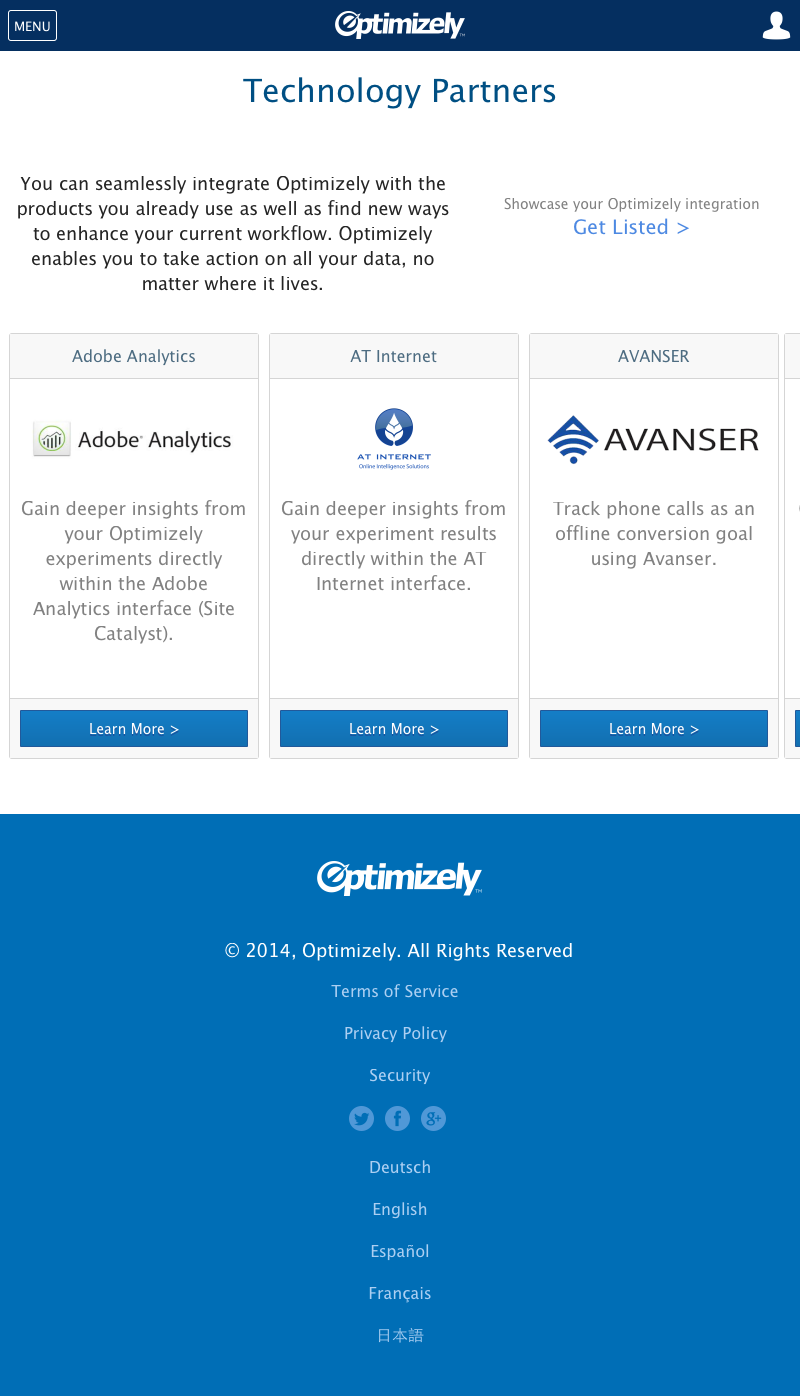 MENU
Optimizely™
Technology Partners
You can seamlessly integrate Optimizely with the
products you already use as well as find new ways
to enhance your current workflow. Optimizely
enables you to take action on all your data, no
matter where it lives.
Showcase your Optimizely integration
Get Listed >
Adobe Analytics
Adobe® Analytics
Gain deeper insights from
your Optimizely
experiments directly
within the Adobe
Analytics interface (Site
Catalyst).
Learn More >
AT Internet
AT INTERNET
Online Intelligence Solutions
Gain deeper insights from
your experiment results
directly within the AT
Internet interface.
Learn More >
AVANSER
AVANSER
Track phone calls as an
offline conversion goal
using Avanser.
Learn More >
Optimizely™
© 2014, Optimizely. All Rights Reserved
Terms of Service
Privacy Policy
Security
Deutsch
English
Español
Français
日本語